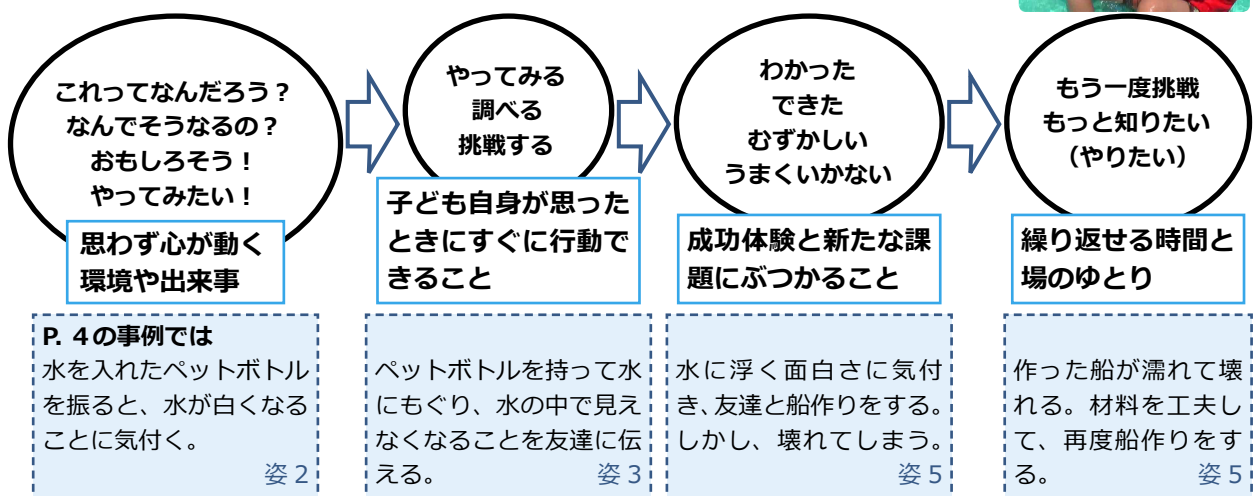 これってなんだろう？
なんでそうなるの？
おもしろそう！
やってみたい！
思わず心が動く
環境や出来事
P. 4の事例では
水を入れたペットボトル
を振ると、水が白くなる
ことに気付く。
姿2
やってみる
調べる
挑戦する
子ども自身が思った
ときにすぐに行動で
きること
ペットボトルを持って水
にもぐり、水の中で見え
なくなることを友達に伝
える。 姿3
わかった
できた
むずかしい
うまくいかない
成功体験と新たな課
題にぶつかること
水に浮く面白さに気付
き、友達と船作りをする。
しかし、壊れてしまう。
姿5
もう一度挑戦
もっと知りたい
（やりたい）
繰り返せる時間と
場のゆとり
作った船が濡れて壊
れる。材料を工夫し
て、再度船作りをす
る。 姿5